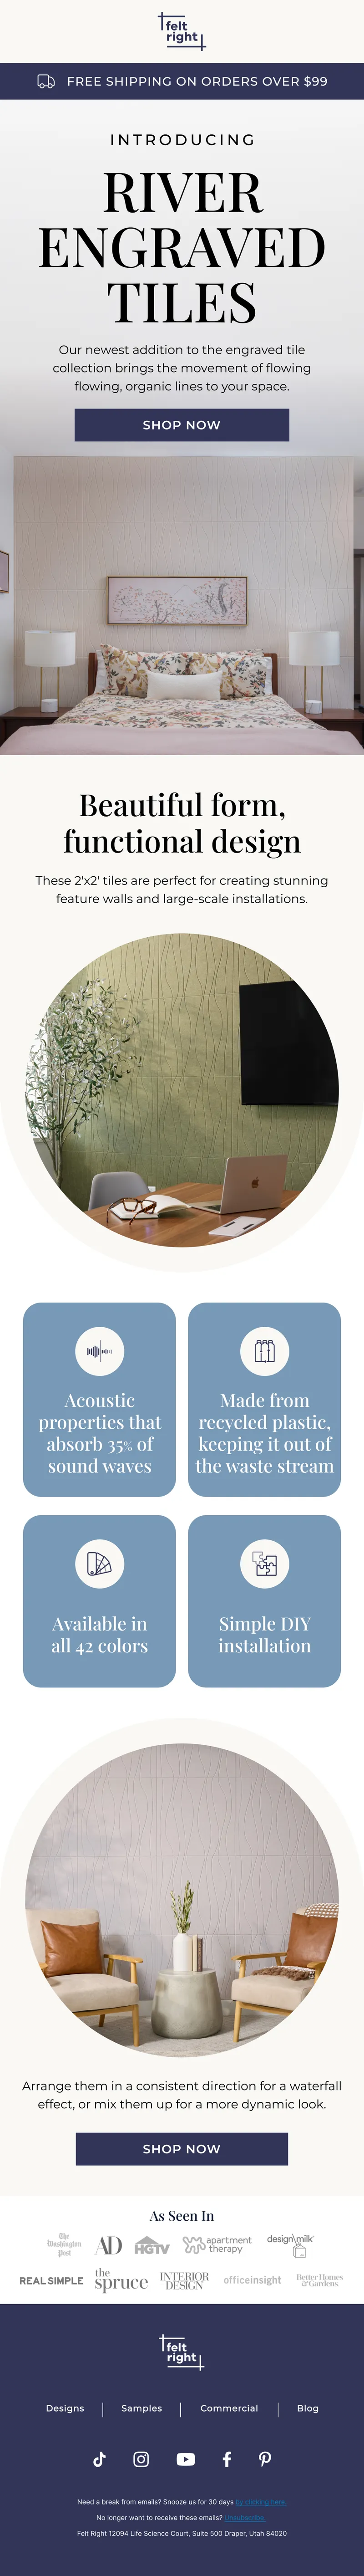 felt
right
FREE SHIPPING ON ORDERS OVER $99
INTRODUCING
RIVER
ENGRAVED
TILES
Our newest addition to the engraved tile
collection brings the movement of flowing
flowing, organic lines to your space.
SHOP NOW
Beautiful form,
functional design
These 2'x2' tiles are perfect for creating stunning
feature walls and large-scale installations.
Acoustic
properties that
absorb 35% of
sound waves
Made from
recycled plastic,
keeping it out of
the waste stream
Available in
all 42 colors
Simple DIY
installation
Arrange them in a consistent direction for a waterfall
effect, or mix them up for a more dynamic look.
SHOP NOW
As Seen In
The
Washington
Post
AD
HGTV
apartment
therapy
design milk
REAL SIMPLE
the
spruce
INTERIOR
DESIGN
officeinsight
Better Homes
&Gardens
felt
right
Designs
Samples
Commercial
Blog
Need a break from emails? Snooze us for 30 days by clicking here.
No longer want to receive these emails? Unsubscribe.
Felt Right 12094 Life Science Court, Suite 500 Draper, Utah 84020